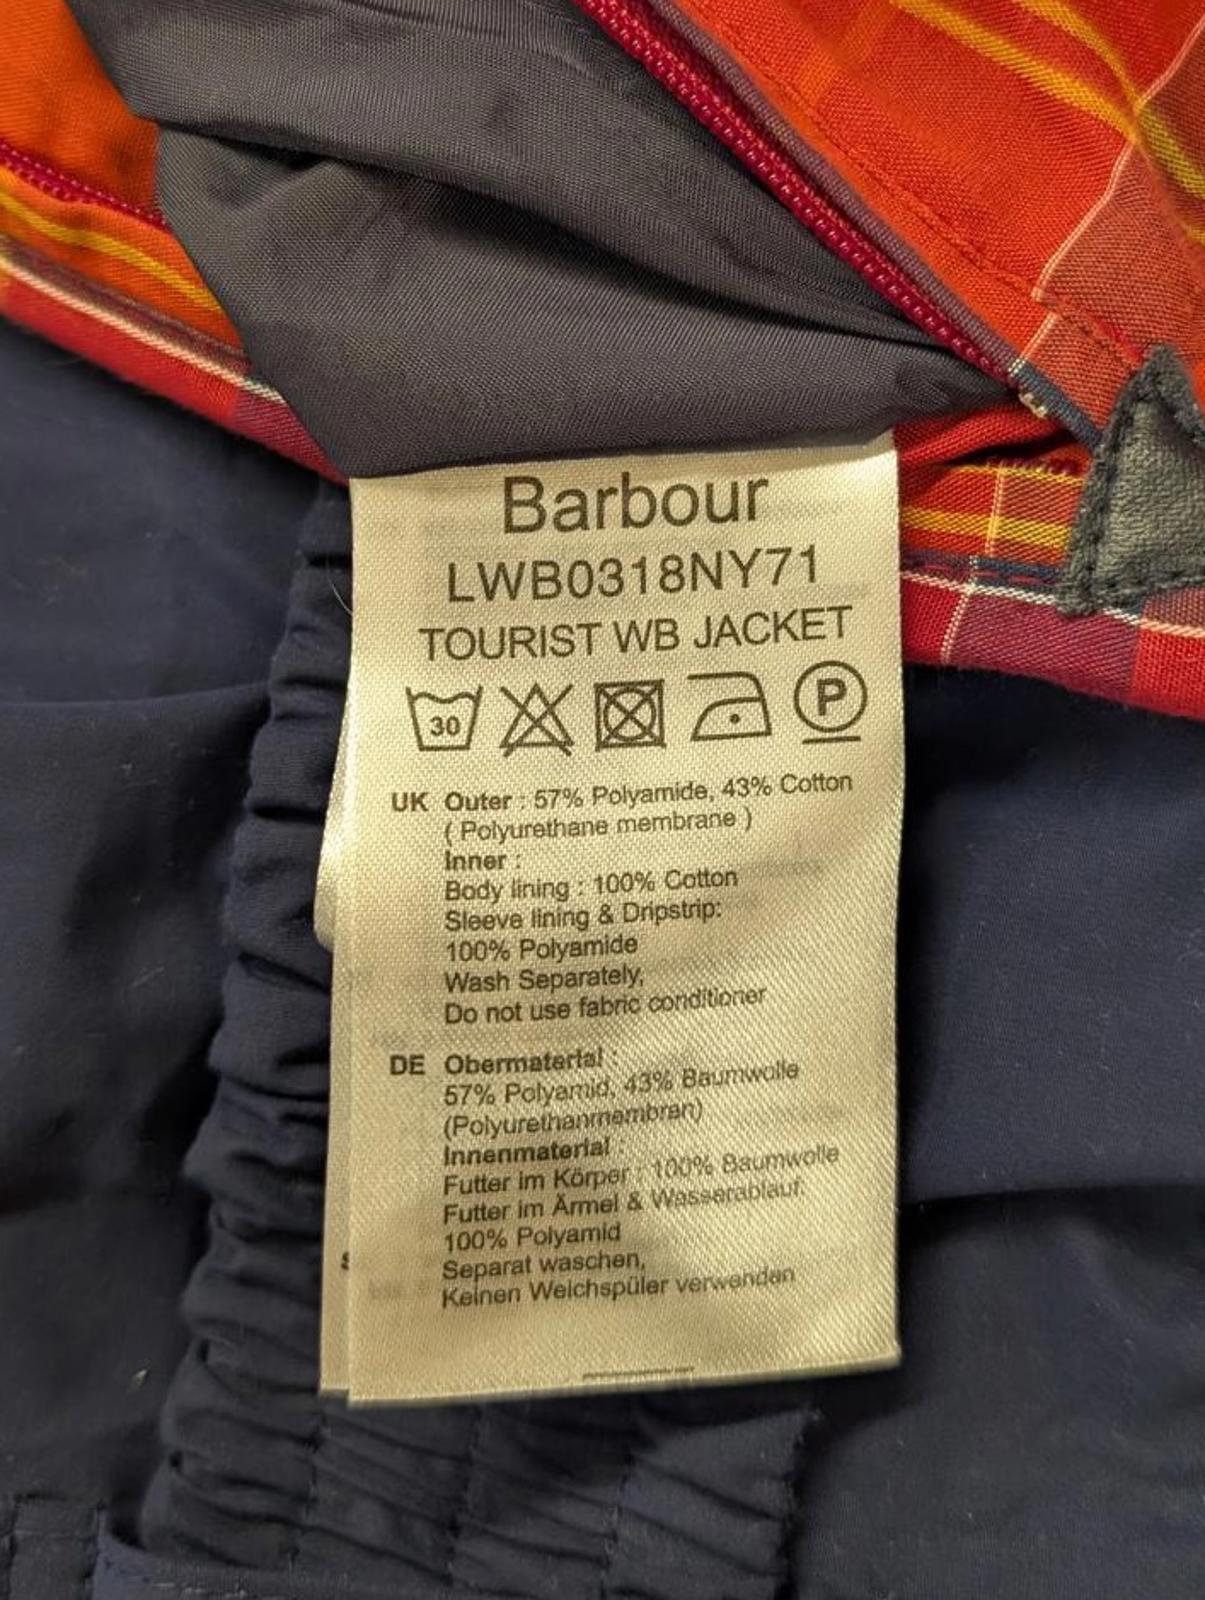 Barbour
LWB0318NY71
TOURIST WB JACKET
30 P
UK Outer : 57% Polyamide, 43% Cotton
( Polyurethane membrane )
Inner :
Body lining : 100% Cotton
Sleeve lining & Dripstrip:
100% Polyamide
Wash Separately,
Do not use fabric conditioner
DE Obermaterial :
57% Polyamid, 43% Baumwolle
(Polyurethanmembran)
Innenmaterial :
Futter im Körper : 100% Baumwolle
Futter im Ärmel & Wasserablauf:
100% Polyamid
Separat waschen,
Keinen Weichspüler verwenden